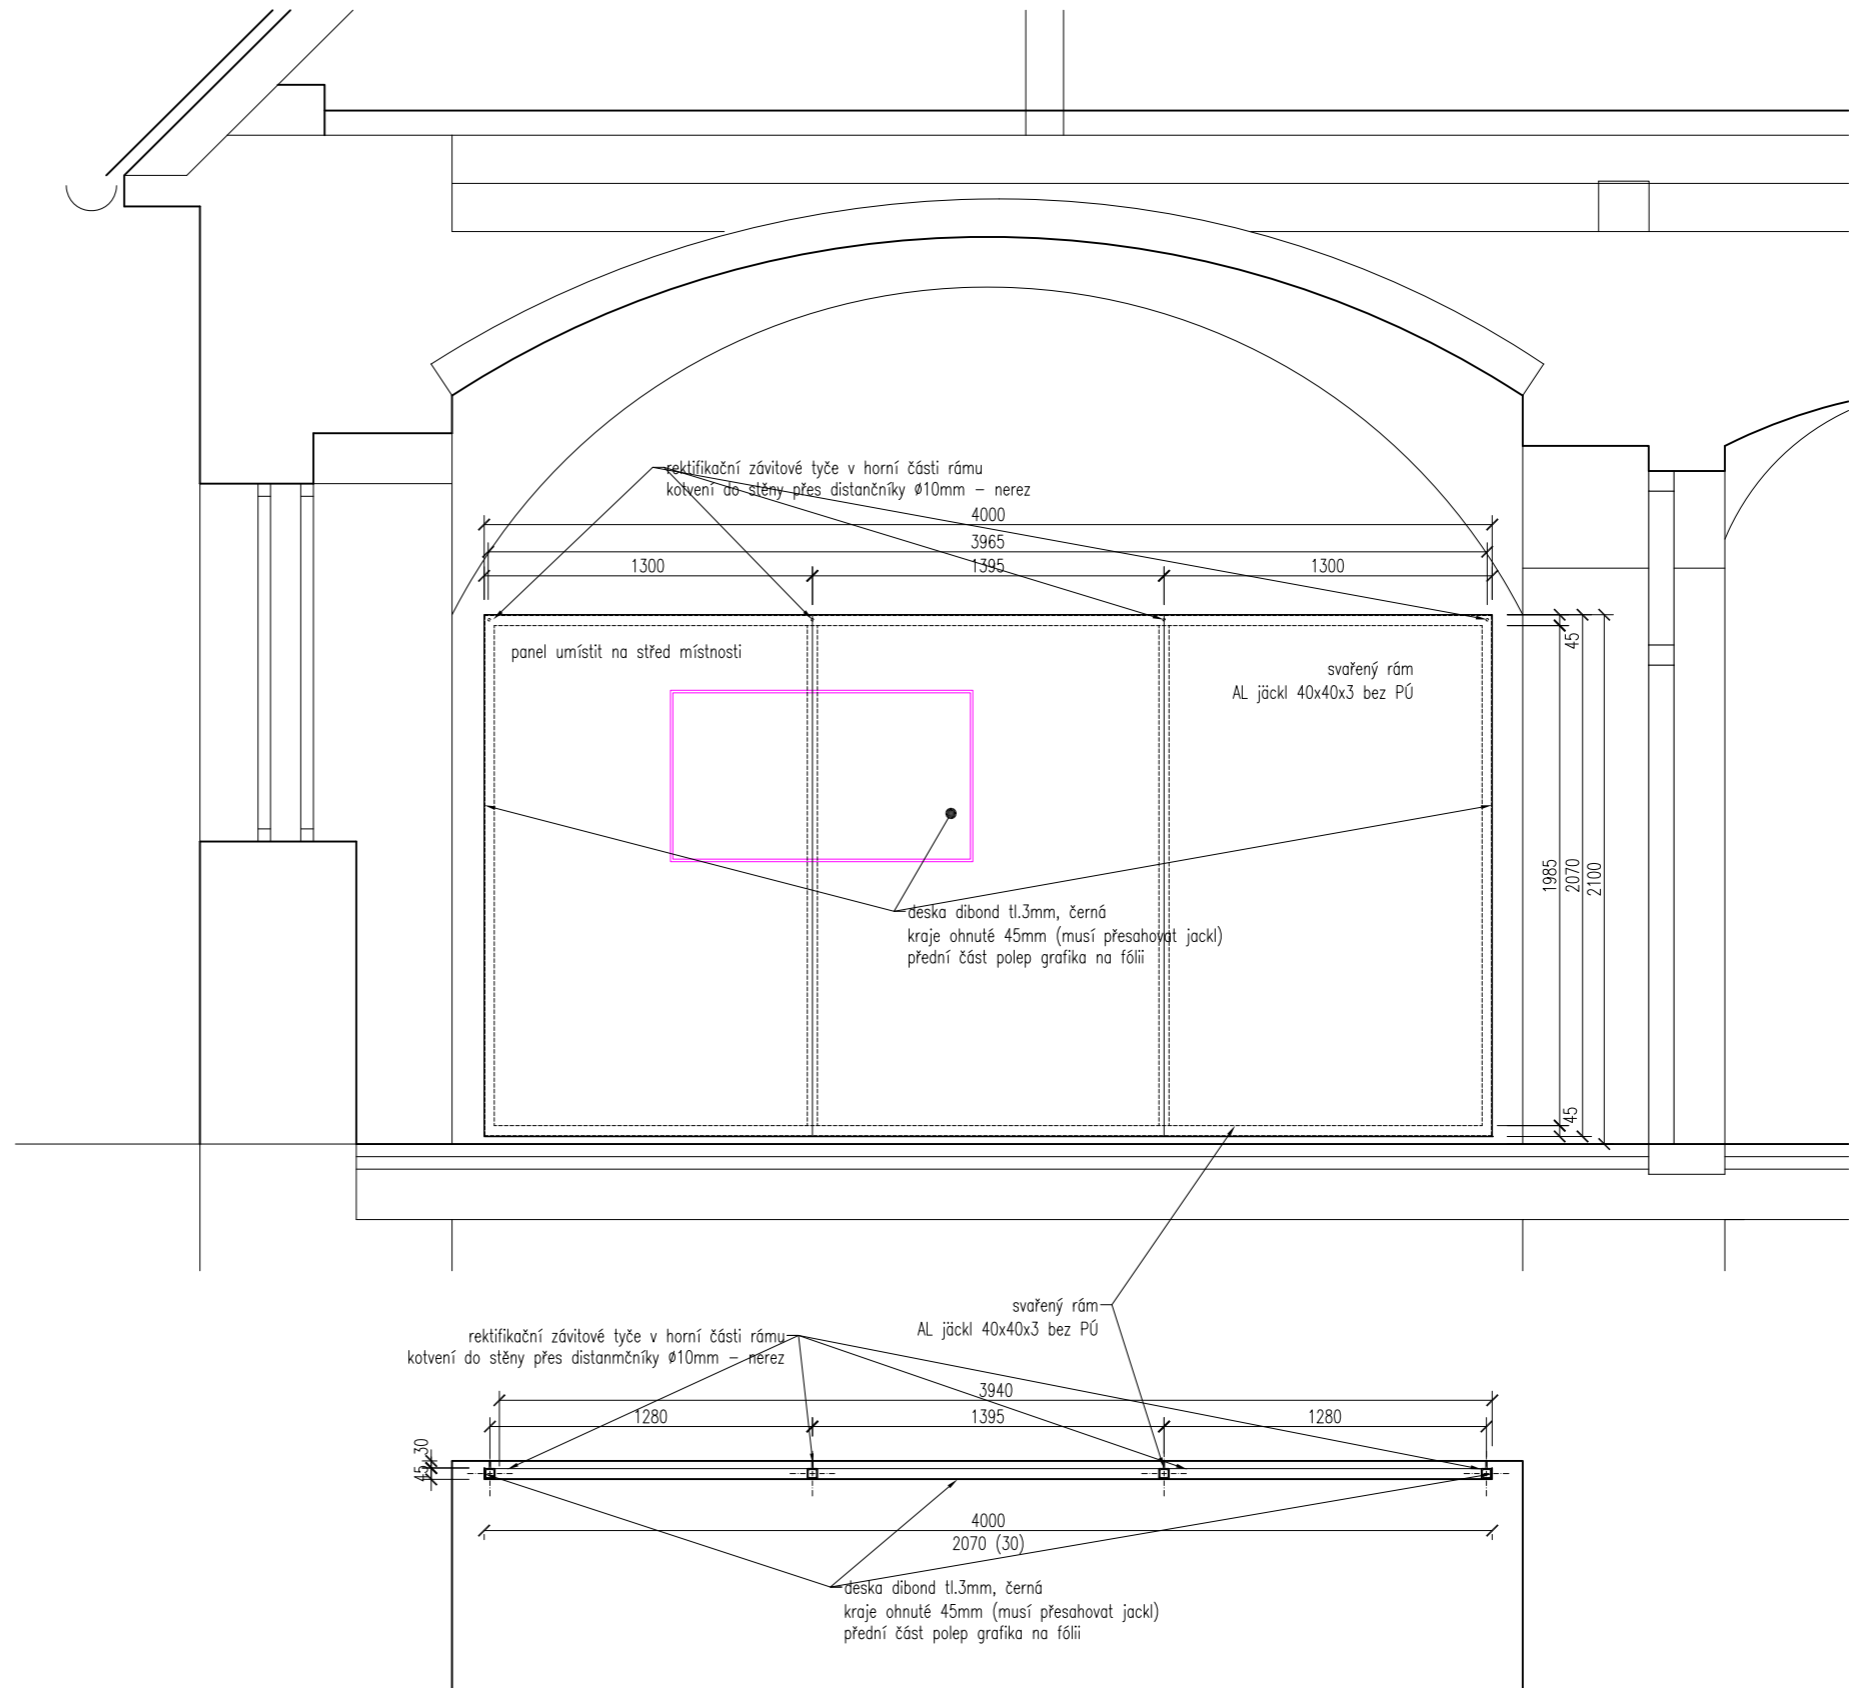 rektifikační závitové tyče v horní části rámu
kotvení do stěny přes distančníky ø10mm – nerez
4000
3965
1300
1395
1300
panel umístit na střed místnosti
svařený rám
AL jäckl 40x40x3 bez PÚ
45
1985
2070
2100
45
deska dibond tl.3mm, černá
kraje ohnuté 45mm (musí přesahovat jackl)
přední část polep grafika na fólii
svařený rám
AL jäckl 40x40x3 bez PÚ
rektifikační závitové tyče v horní části rámu
kotvení do stěny přes distanmčníky ø10mm – nerez
3940
1280
1395
1280
30
45
4000
2070 (30)
deska dibond tl.3mm, černá
kraje ohnuté 45mm (musí přesahovat jackl)
přední část polep grafika na fólii